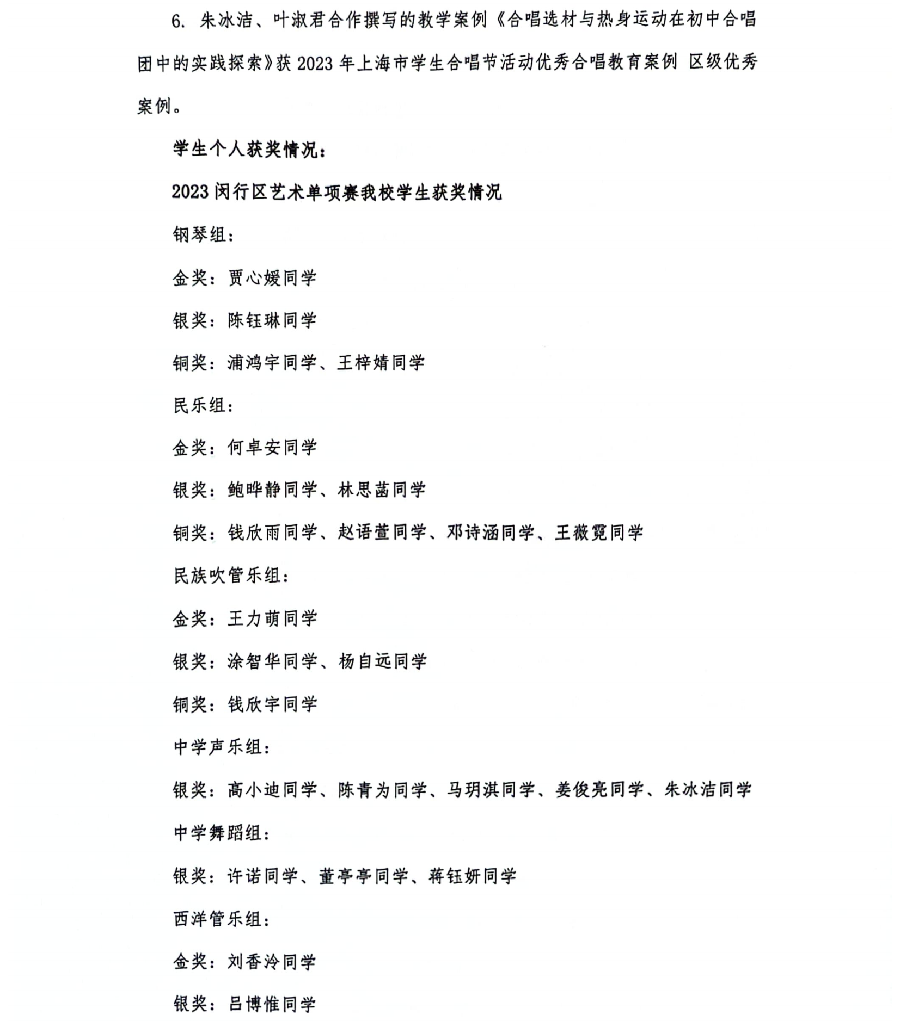 6. 朱冰洁、叶淑君合作撰写的教学案例《合唱选材与热身运动在初中合唱
团中的实践探索》获 2023 年上海市学生合唱节活动优秀合唱教育案例 区级优秀
案例。
学生个人获奖情况:
2023 闵行区艺术单项赛我校学生获奖情况
钢琴组:
金奖: 贾心嫒同学
银奖: 陈钰琳同学
铜奖: 浦鸿宇同学、王梓婧同学
民乐组:
金奖: 何卓安同学
银奖: 鲍晔静同学、林思菡同学
铜奖: 钱欣雨同学、赵语萱同学、邓诗涵同学、王薇霓同学
民族吹管乐组:
金奖: 王力萌同学
银奖: 涂智华同学、杨自远同学
铜奖: 钱欣宇同学
中学声乐组:
银奖: 高小迪同学、陈青为同学、马玥淇同学、姜俊亮同学、朱冰洁同学
中学舞蹈组:
银奖: 许诺同学、董亭亭同学、蒋钰妍同学
西洋管乐组:
金奖: 刘香泠同学
银奖: 吕博惟同学